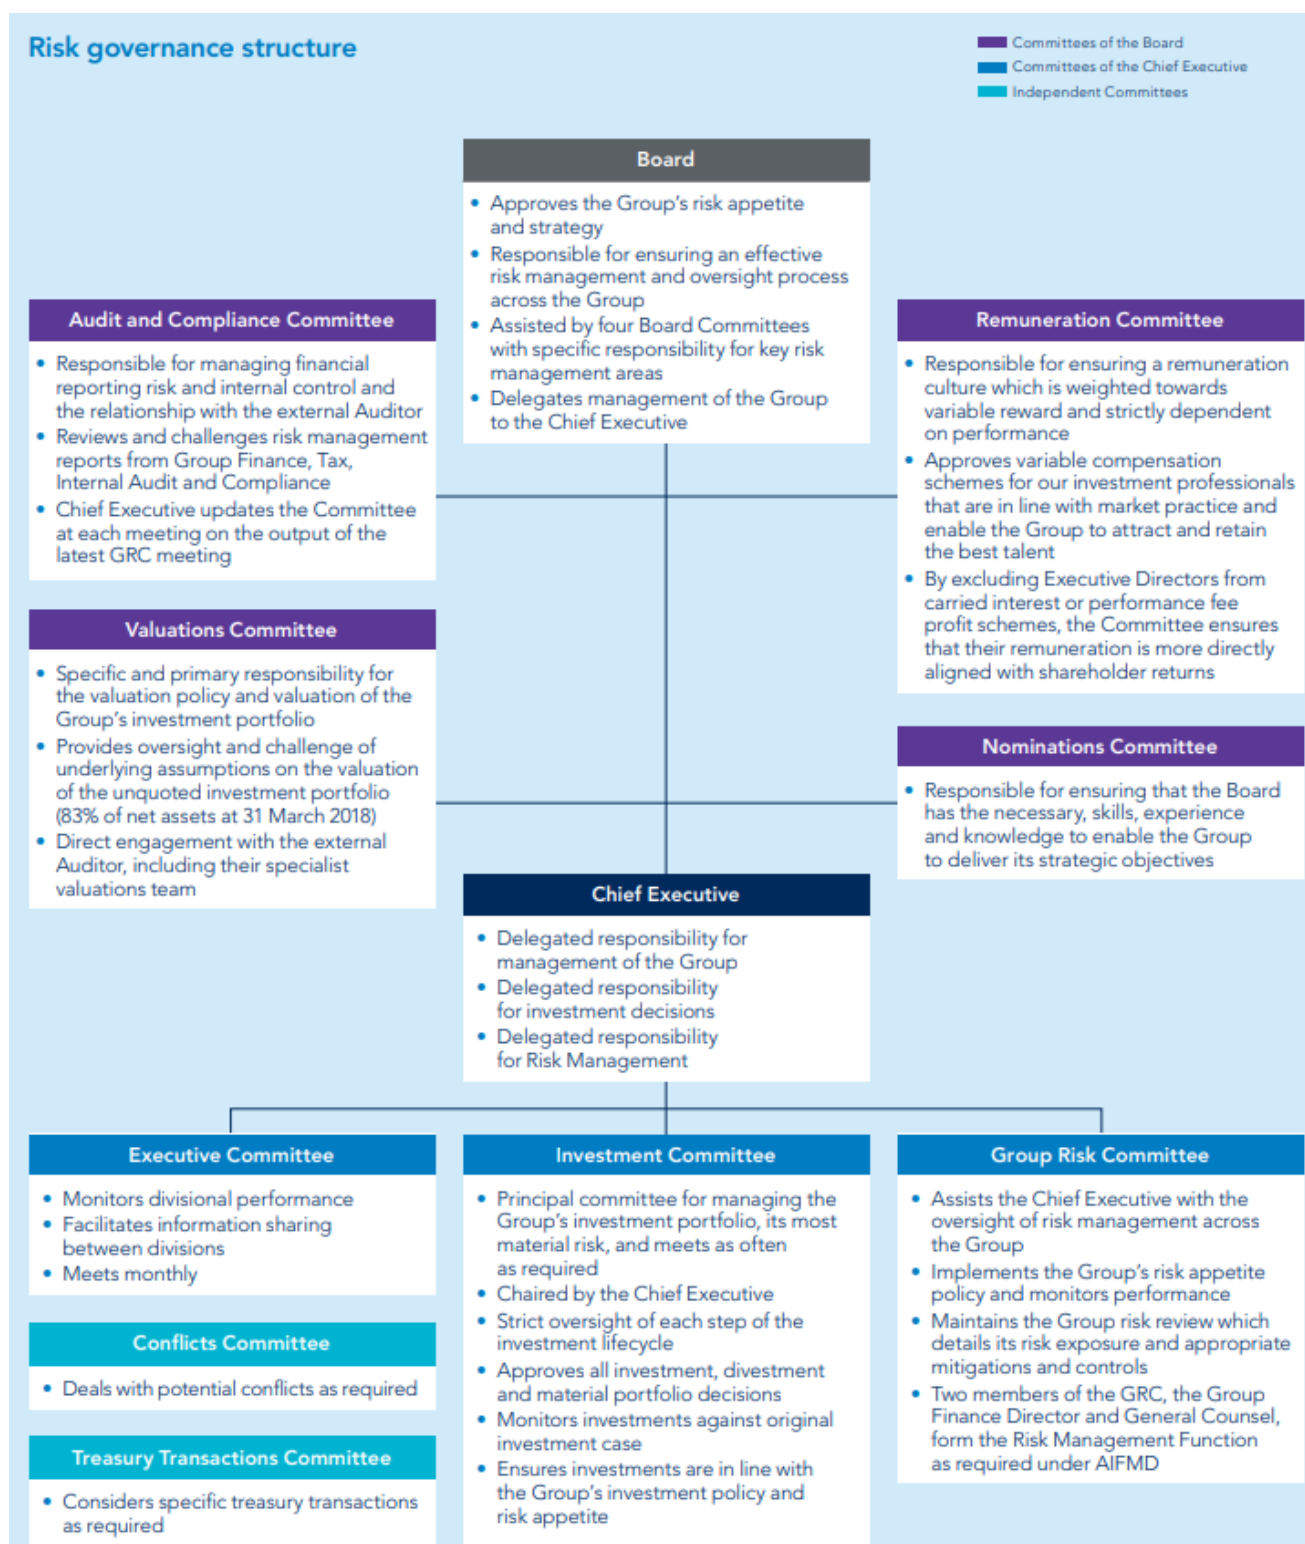 Risk governance structure
Committees of the Board
Committees of the Chief Executive
Independent Committees
Board
• Approves the Group's risk appetite
and strategy
• Responsible for ensuring an effective
risk management and oversight process
across the Group
• Assisted by four Board Committees
with specific responsibility for key risk
management areas
• Delegates management of the Group
to the Chief Executive
Audit and Compliance Committee
• Responsible for managing financial
reporting risk and internal control and
the relationship with the external Auditor
• Reviews and challenges risk management
reports from Group Finance, Tax,
Internal Audit and Compliance
• Chief Executive updates the Committee
at each meeting on the output of the
latest GRC meeting
Remuneration Committee
• Responsible for ensuring a remuneration
culture which is weighted towards
variable reward and strictly dependent
on performance
• Approves variable compensation
schemes for our investment professionals
that are in line with market practice and
enable the Group to attract and retain
the best talent
• By excluding Executive Directors from
carried interest or performance fee
profit schemes, the Committee ensures
that their remuneration is more directly
aligned with shareholder returns
Valuations Committee
• Specific and primary responsibility for
the valuation policy and valuation of the
Group's investment portfolio
• Provides oversight and challenge of
underlying assumptions on the valuation
of the unquoted investment portfolio
(83% of net assets at 31 March 2018)
• Direct engagement with the external
Auditor, including their specialist
valuations team
Nominations Committee
• Responsible for ensuring that the Board
has the necessary, skills, experience
and knowledge to enable the Group
to deliver its strategic objectives
Chief Executive
• Delegated responsibility for
management of the Group
• Delegated responsibility
for investment decisions
• Delegated responsibility
for Risk Management
Executive Committee
• Monitors divisional performance
• Facilitates information sharing
between divisions
• Meets monthly
Conflicts Committee
• Deals with potential conflicts as required
Treasury Transactions Committee
• Considers specific treasury transactions
as required
Investment Committee
• Principal committee for managing the
Group's investment portfolio, its most
material risk, and meets as often
as required
• Chaired by the Chief Executive
• Strict oversight of each step of the
investment lifecycle
• Approves all investment, divestment
and material portfolio decisions
• Monitors investments against original
investment case
• Ensures investments are in line with
the Group's investment policy and
risk appetite
Group Risk Committee
• Assists the Chief Executive with the
oversight of risk management across
the Group
• Implements the Group's risk appetite
policy and monitors performance
• Maintains the Group risk review which
details its risk exposure and appropriate
mitigations and controls
• Two members of the GRC, the Group
Finance Director and General Counsel,
form the Risk Management Function
as required under AIFMD